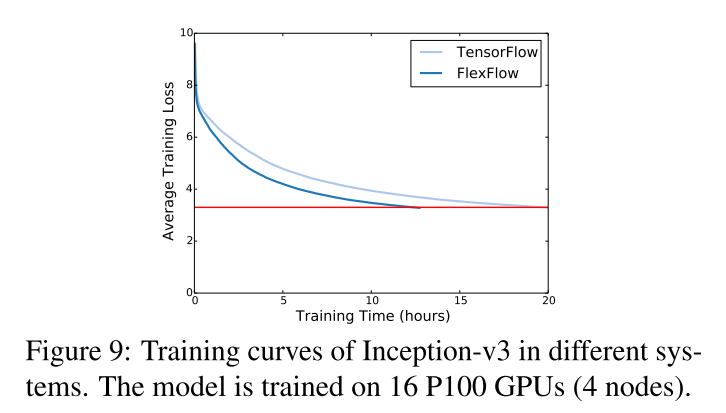 10
8
6
4
2
0
Average Training Loss
TensorFlow
FlexFlow
0 5 10 15 20
Training Time (hours)
Figure 9: Training curves of Inception-v3 in different sys-
tems. The model is trained on 16 P100 GPUs (4 nodes).